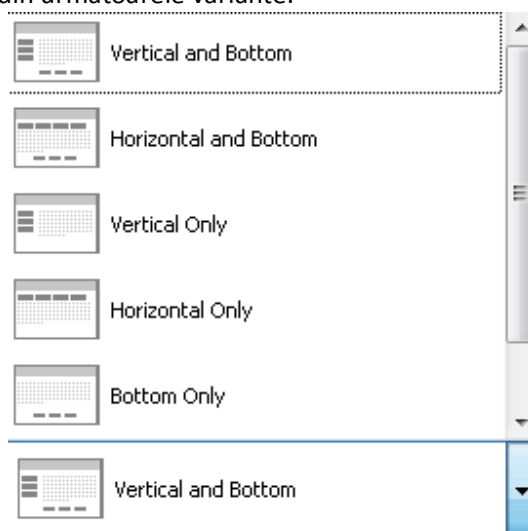 din următoarele variante:
Vertical and Bottom
Horizontal and Bottom
Vertical Only
Horizontal Only
Bottom Only
Vertical and Bottom